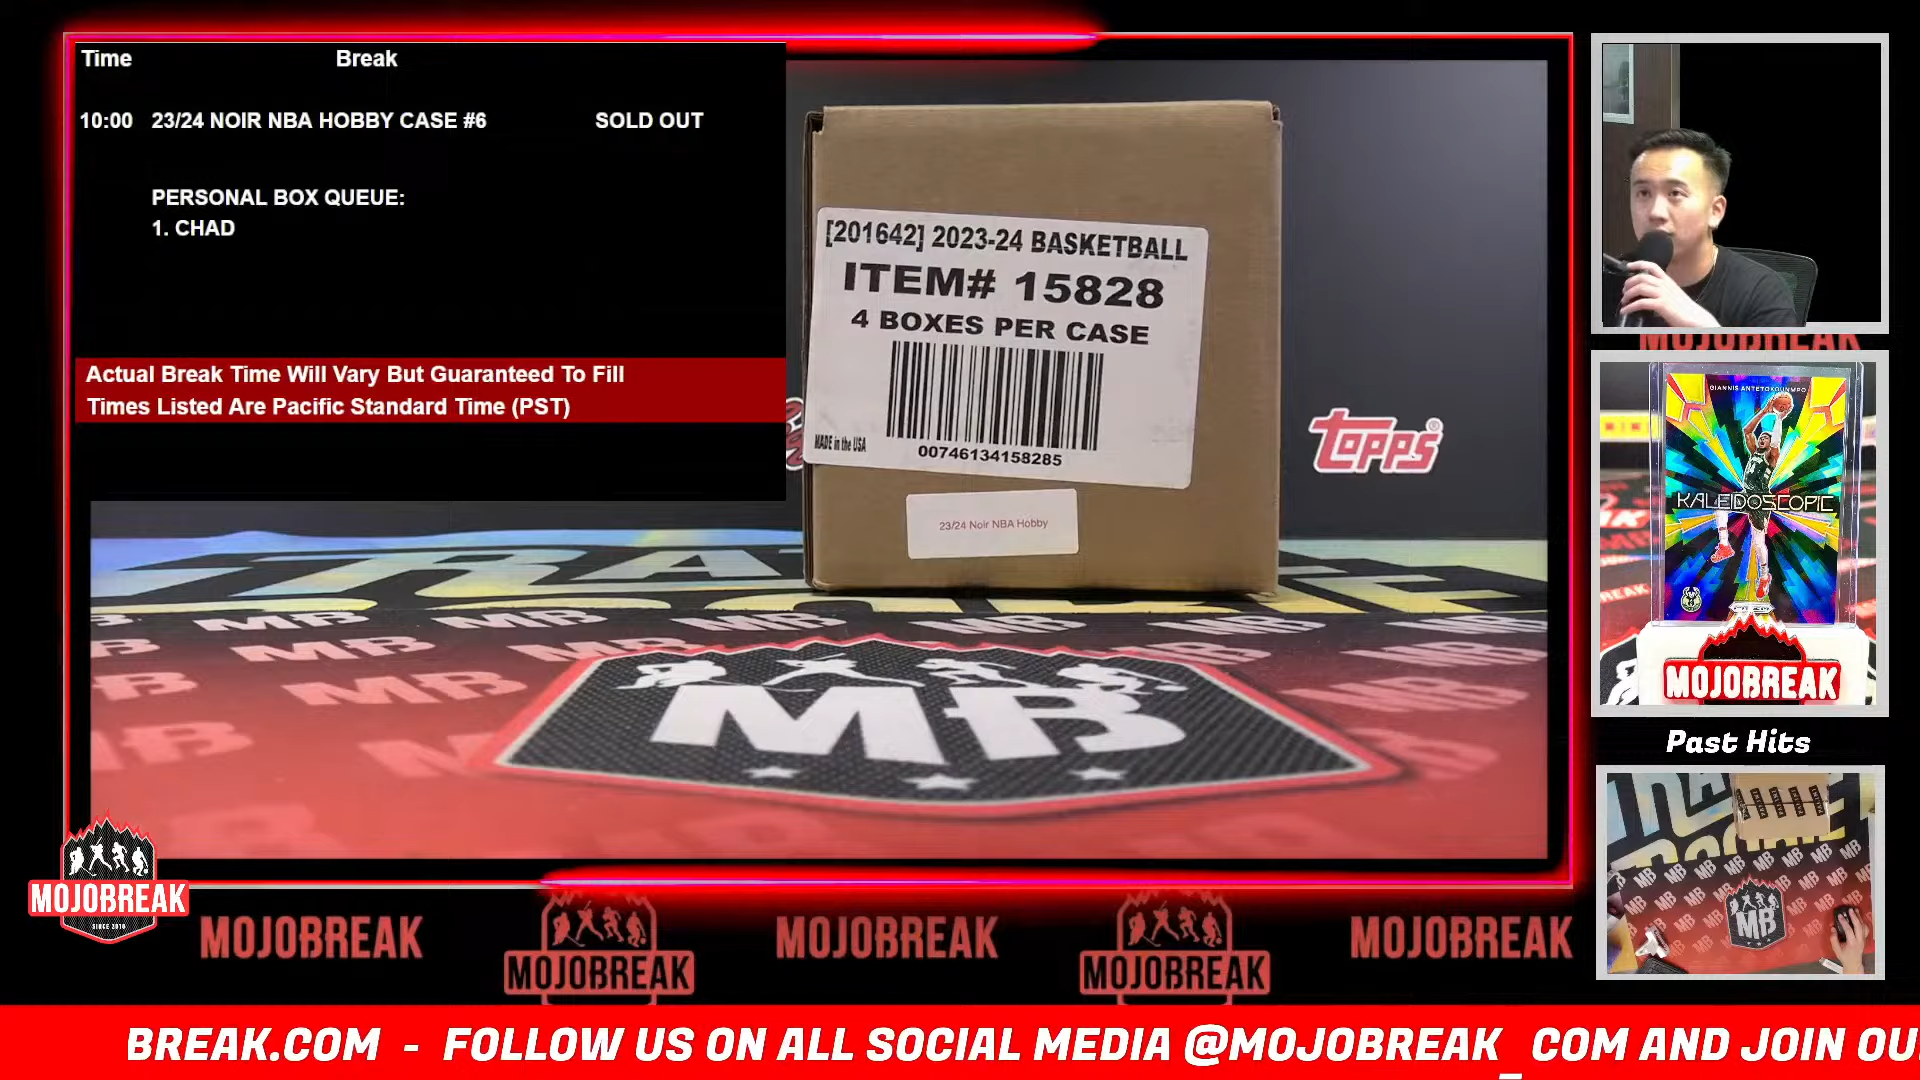 Time Break
10:00 23/24 NOIR NBA HOBBY CASE #6 SOLD OUT
PERSONAL BOX QUEUE:
1. CHAD
Actual Break Time Will Vary But Guaranteed To Fill
Times Listed Are Pacific Standard Time (PST)
[201642] 2023-24 BASKETBALL
ITEM# 15828
4 BOXES PER CASE
MADE in the USA
00746134158285
23/24 Noir NBA Hobby
TOPPS
MB
GIANNIS ANTETOKOUNMPO
KALEIDOSCOPIC
MOJOBREAK
Past Hits
MB
MOJOBREAK
SINCE 2010
MOJOBREAK MOJOBREAK MOJOBREAK MOJOBREAK MOJOBREAK
BREAK.COM - FOLLOW US ON ALL SOCIAL MEDIA @MOJOBREAK_COM AND JOIN OU